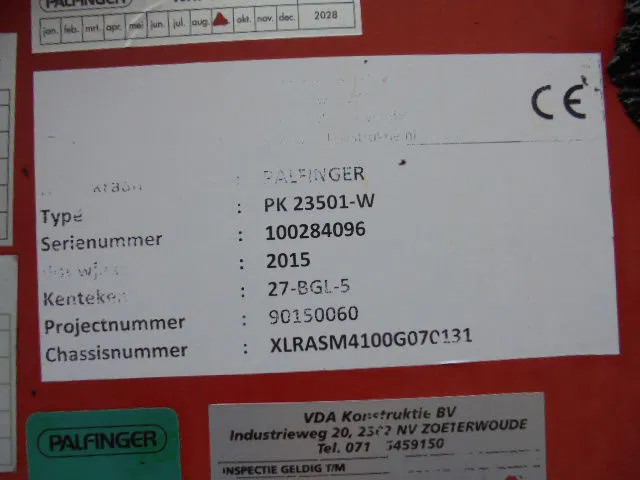 PALFINGER
jan. feb. mrt. apr. mei jun. jul. aug. okt. nov. dec. 2028
CE
: PALFINGER
Type : PK 23501-W
Serienummer : 100284096
: 2015
Kenteken : 27-BGL-5
Projectnummer : 90150060
Chassisnummer : XLRASM4100G070131
PALFINGER
VDA Konstruktie BV
Industrieweg 20, 2382 NV ZOETERWOUDE
Tel. 071 5459150
INSPECTIE GELDIG T/M